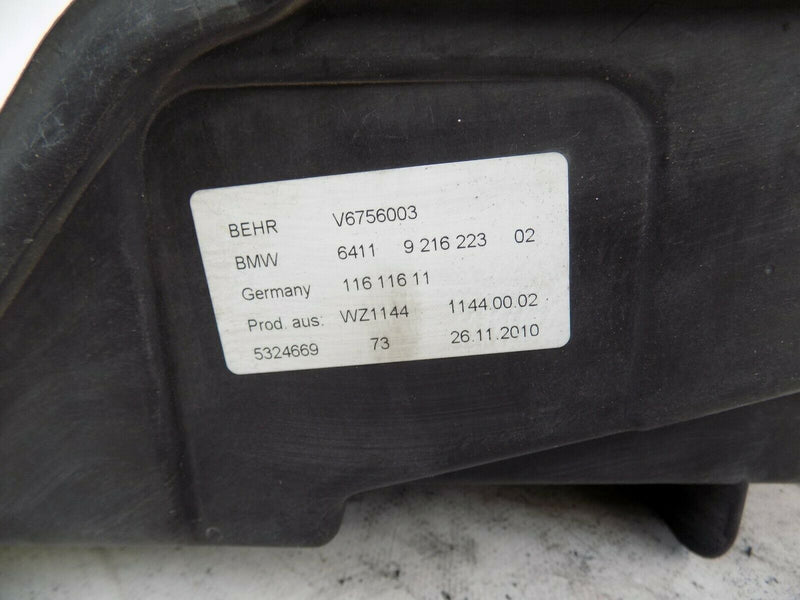 BEHR V6756003
BMW 6411 9 216 223 02
Germany 116 116 11
Prod. aus: WZ1144 1144.00.02
5324669 73 26.11.2010